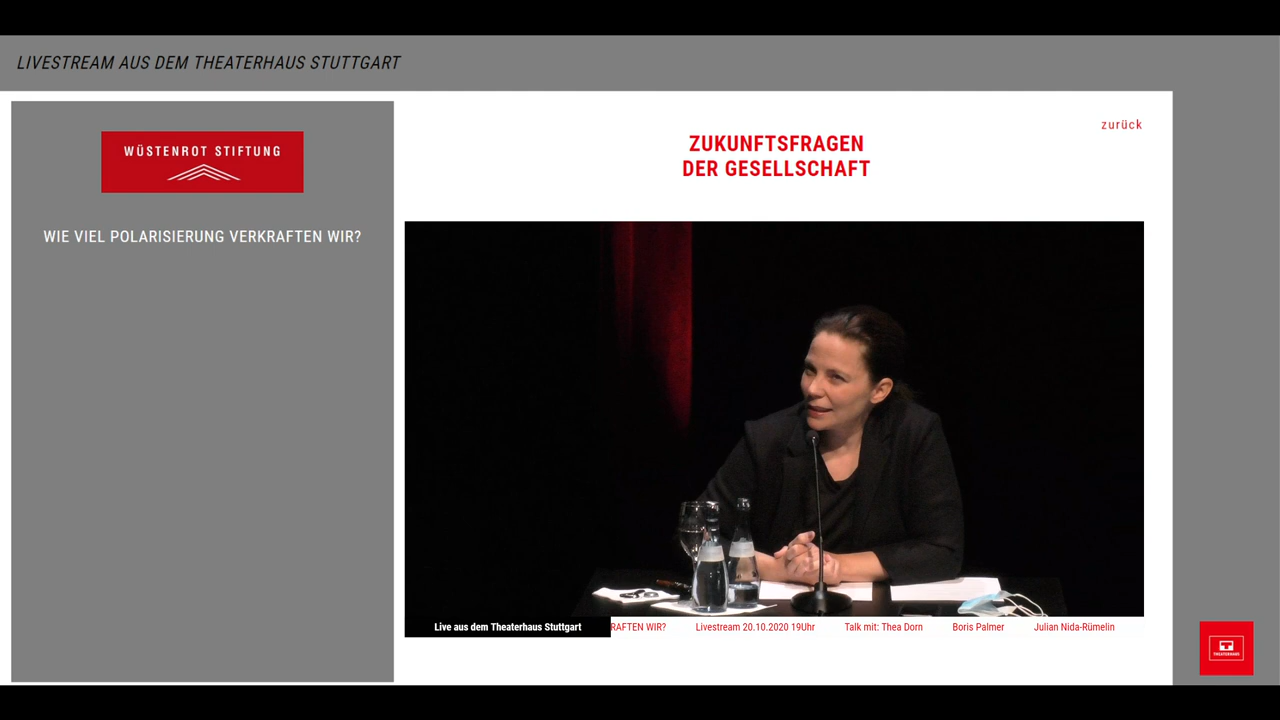 LIVESTREAM AUS DEM THEATERHAUS STUTTGART
WÜSTENROT STIFTUNG
WIE VIEL POLARISIERUNG VERKRAFTEN WIR?
zurück
ZUKUNFTSFRAGEN
DER GESELLSCHAFT
Live aus dem Theaterhaus Stuttgart RAFTEN WIR? Livestream 20.10.2020 19Uhr Talk mit: Thea Dorn Boris Palmer Julian Nida-Rümelin
THEATERHAUS